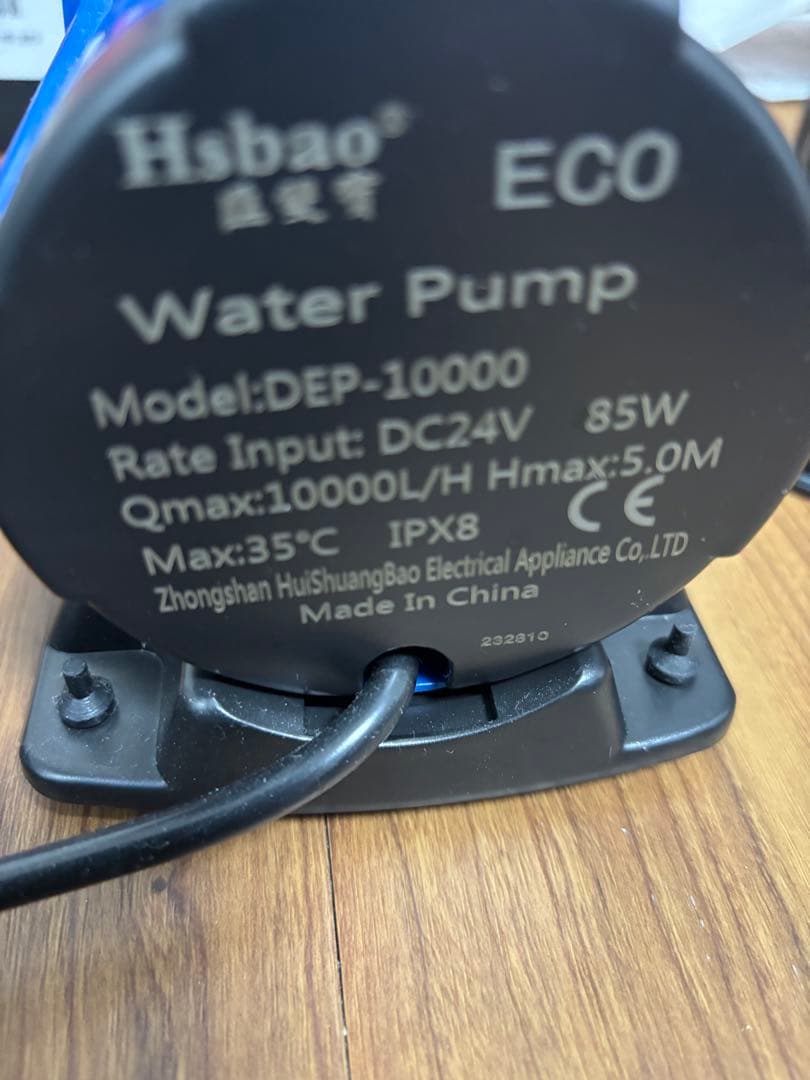 Hsbao®
ECO
Water Pump
Model:DEP-10000
Rate Input: DC24V 85W
Qmax:10000L/H Hmax:5.0M
Max:35°C IPX8 CE
Zhongshan HuiShuangBao Electrical Appliance Co,.LTD
Made In China
232810